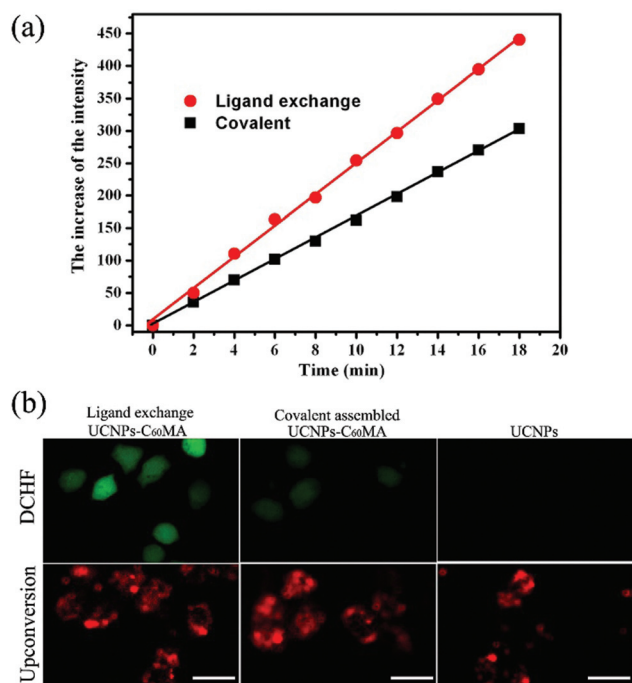 (a)
The increase of the intensity
450
400
350
300
250
200
150
100
50
0
Ligand exchange
Covalent
0 2 4 6 8 10 12 14 16 18 20
Time (min)
(b)
Ligand exchange
UCNPs-C₆₀MA
Covalent assembled
UCNPs-C₆₀MA
UCNPs
DCHF
Upconversion